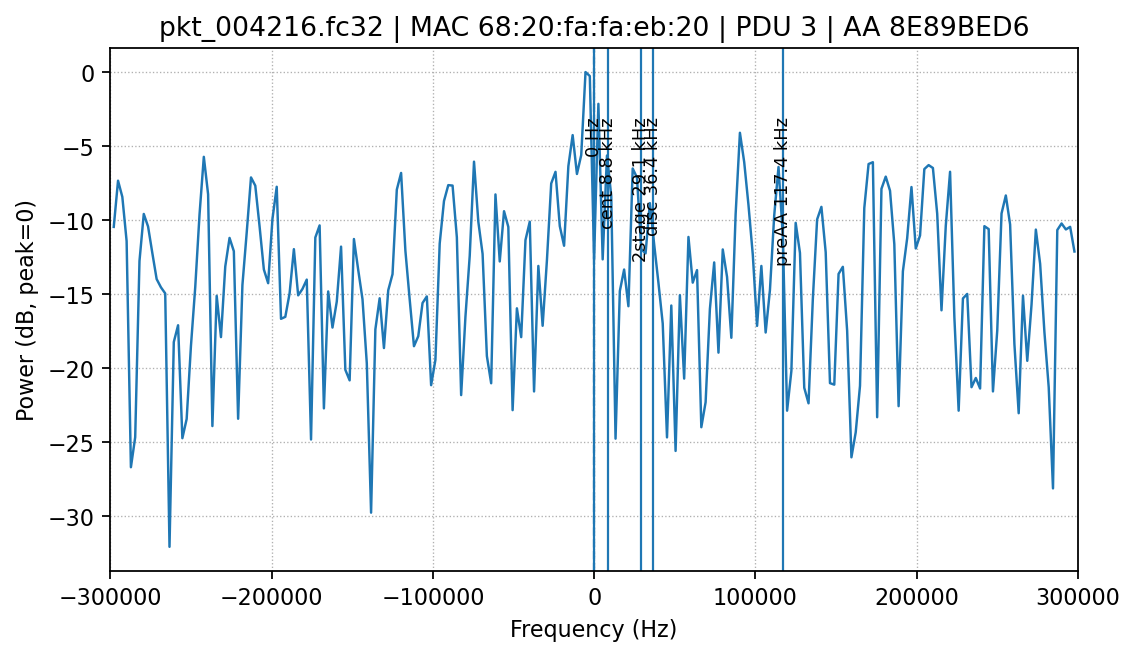 pkt_004216.fc32 | MAC 68:20:fa:fa:eb:20 | PDU 3 | AA 8E89BED6
Power (dB, peak=0)
0
−5
−10
−15
−20
−25
−30
0 Hz
cent 8.8 kHz
2stage 29.1 kHz
disc 36.4 kHz
preAA 117.4 kHz
−300000
−200000
−100000
0
100000
200000
300000
Frequency (Hz)